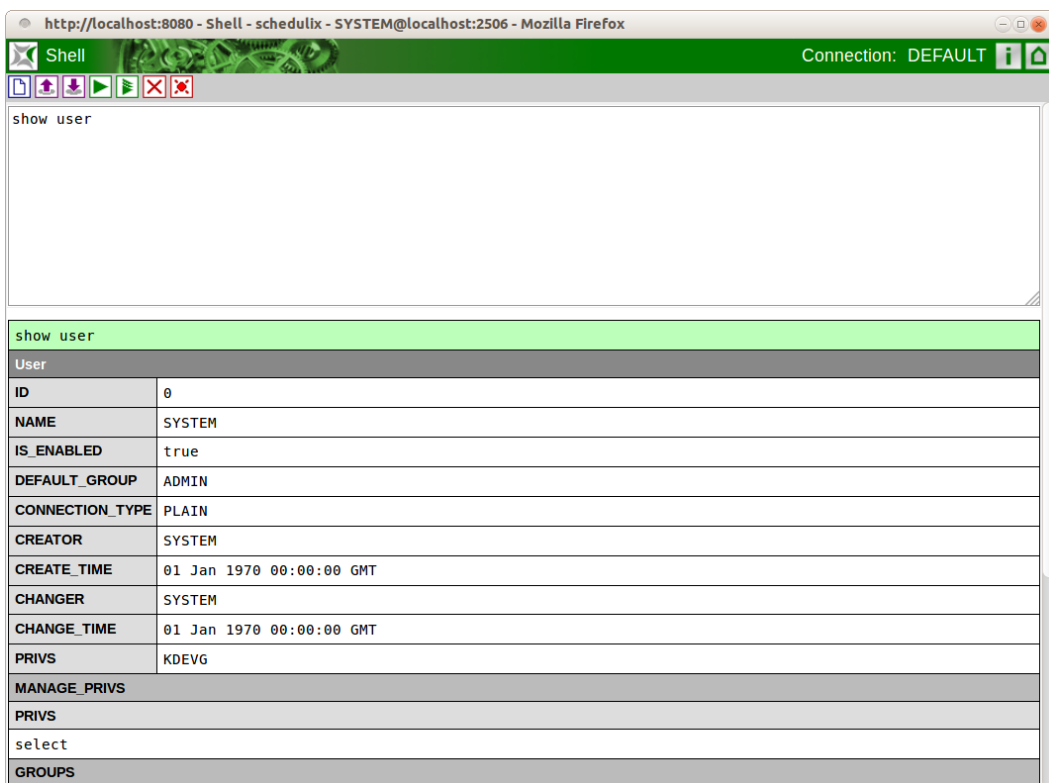 http://localhost:8080 - Shell - schedulix - SYSTEM@localhost:2506 - Mozilla Firefox
Shell
Connection: DEFAULT
show user
show user
User
ID 0
NAME SYSTEM
IS_ENABLED true
DEFAULT_GROUP ADMIN
CONNECTION_TYPE PLAIN
CREATOR SYSTEM
CREATE_TIME 01 Jan 1970 00:00:00 GMT
CHANGER SYSTEM
CHANGE_TIME 01 Jan 1970 00:00:00 GMT
PRIVS KDEVG
MANAGE_PRIVS
PRIVS
select
GROUPS